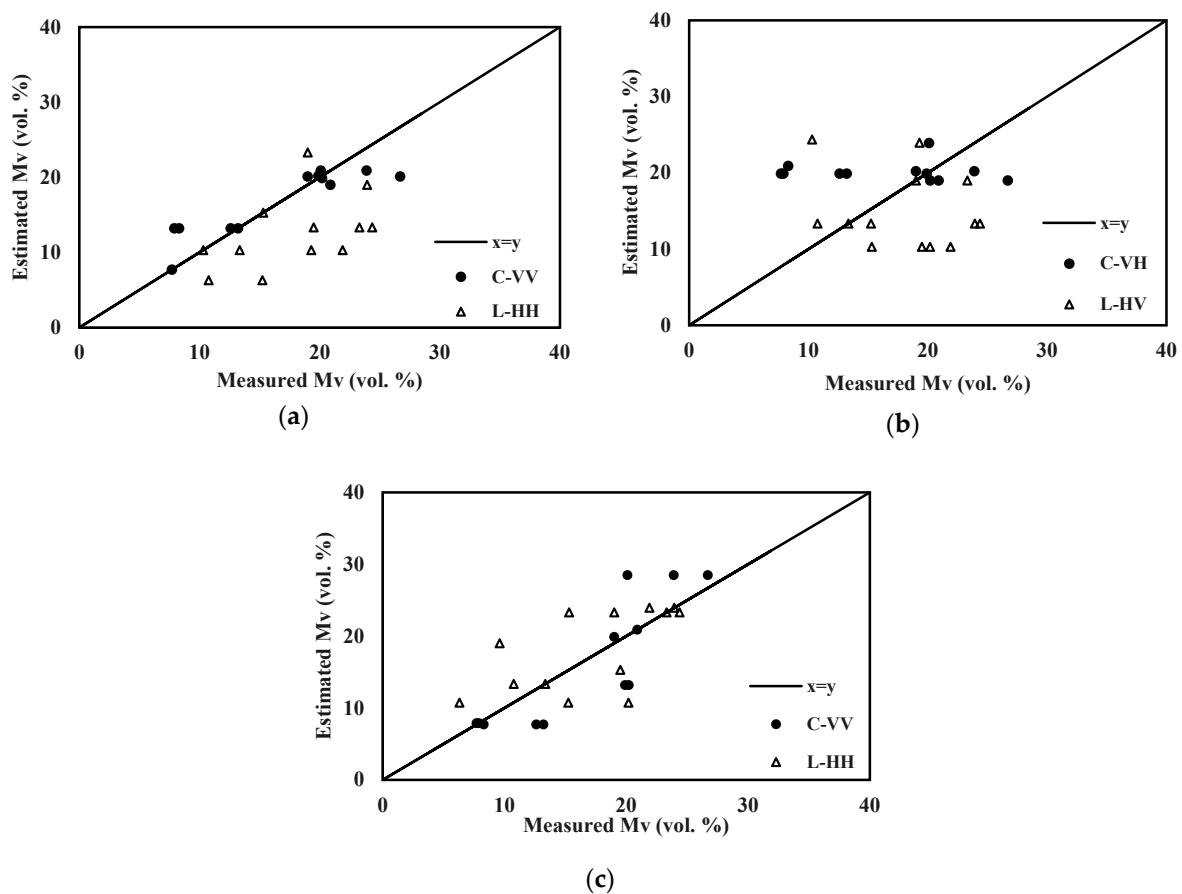 40
30
20
10
0
Estimated Mv (vol. %)
x=y
C-VV
L-HH
0 10 20 30 40
Measured Mv (vol. %)
(a)
40
30
20
10
0
Estimated Mv (vol. %)
x=y
C-VH
L-HV
0 10 20 30 40
Measured Mv (vol. %)
(b)
40
30
20
10
0
Estimated Mv (vol. %)
x=y
C-VV
L-HH
0 10 20 30 40
Measured Mv (vol. %)
(c)